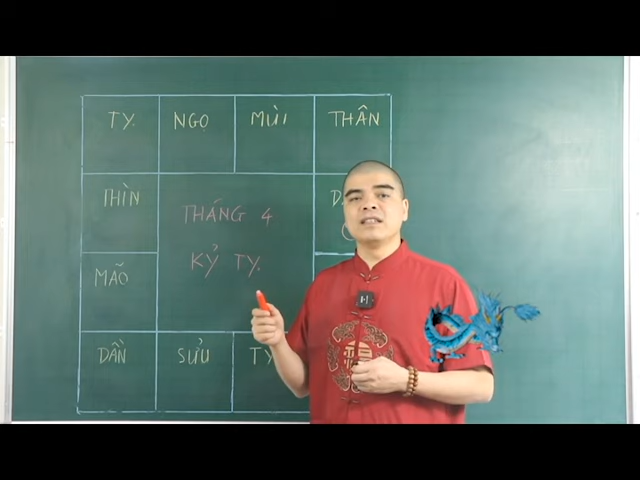 TỴ NGỌ MÙI THÂN
THÌN
THÁNG 4
KỶ TỴ
MÃO
DẦN SỬU TÝ